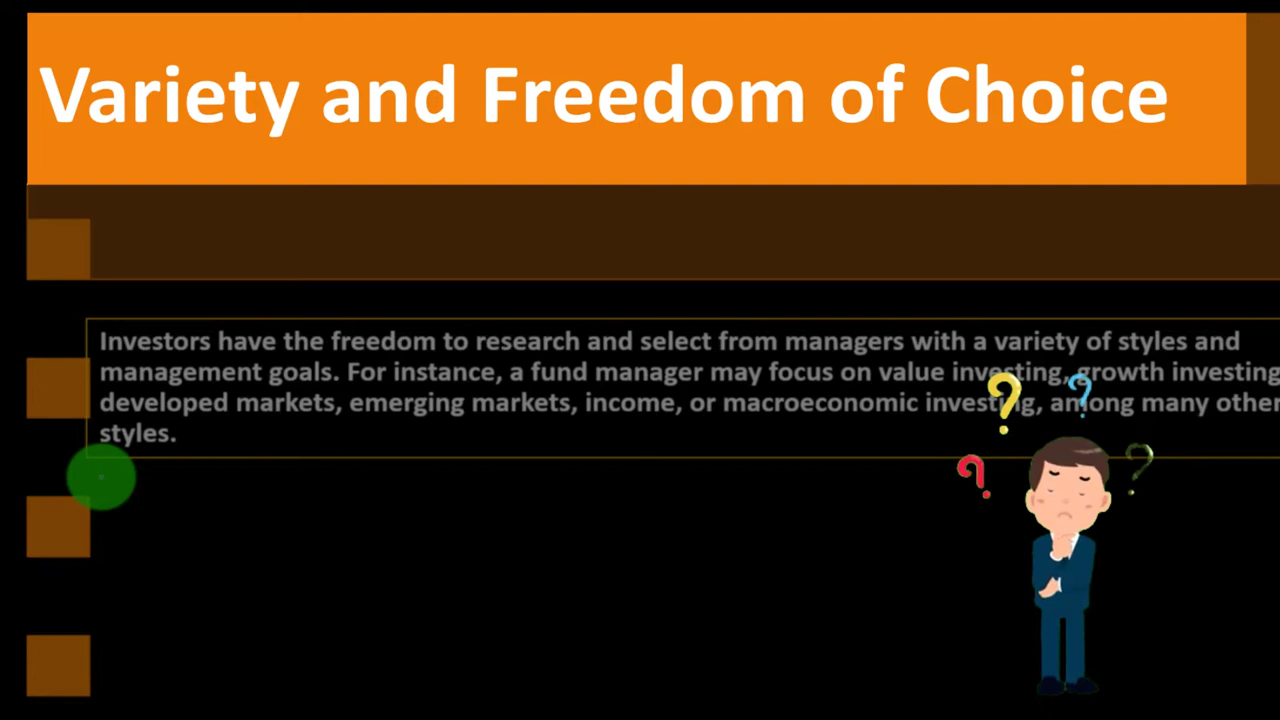 Variety and Freedom of Choice
Investors have the freedom to research and select from managers with a variety of styles and
management goals. For instance, a fund manager may focus on value investing, growth investing
developed markets, emerging markets, income, or macroeconomic investing, among many other
styles.